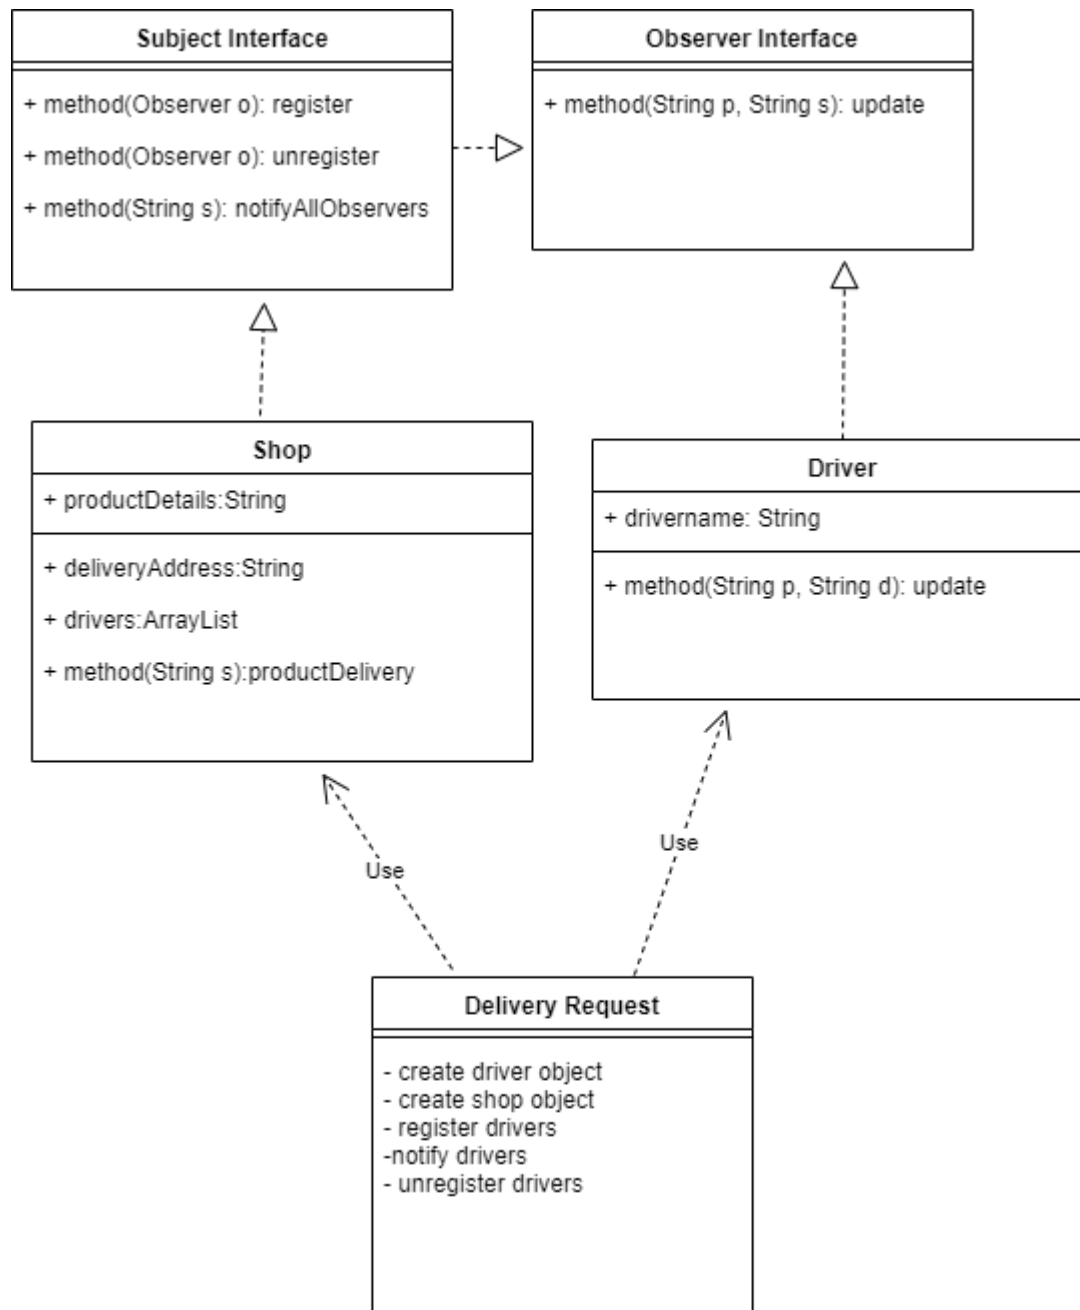 Subject Interface
+ method(Observer o): register
+ method(Observer o): unregister
+ method(String s): notifyAllObservers
Observer Interface
+ method(String p, String s): update
Shop
+ productDetails:String
+ deliveryAddress:String
+ drivers:ArrayList
+ method(String s):productDelivery
Driver
+ drivername: String
+ method(String p, String d): update
Use
Use
Delivery Request
- create driver object
- create shop object
- register drivers
-notify drivers
- unregister drivers